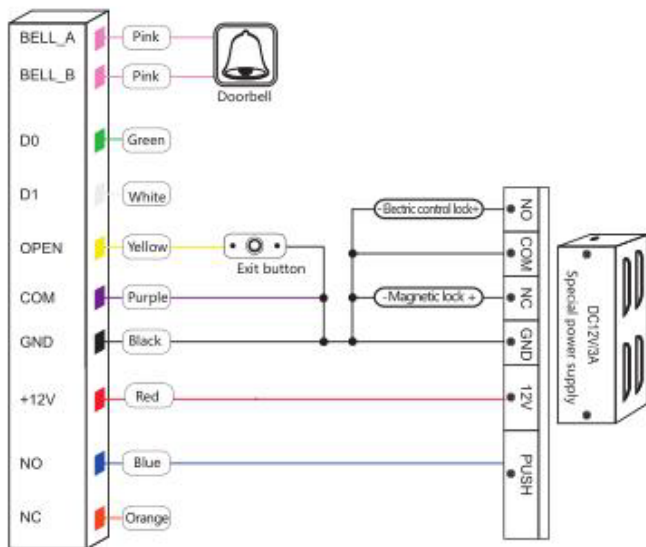 BELL_A Pink
BELL_B Pink
Doorbell
D0 Green
D1 White
OPEN Yellow
Exit button
COM Purple
GND Black
+12V Red
NO Blue
NC Orange
-Electric control lock+
-Magnetic lock +
NO
COM
NC
GND
12V
PUSH
DC12V/3A
Special power supply